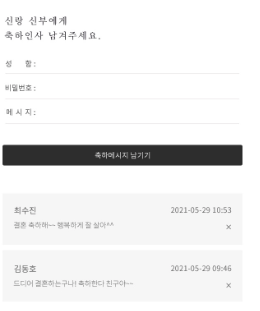 신랑 신부에게
축하인사 남겨주세요.
성 함 :
비밀번호 :
메 시 지 :
축하메시지 남기기
최수진 2021-05-29 10:53
결혼 축하해~~ 행복하게 잘 살아^^ ×
김동호 2021-05-29 09:46
드디어 결혼하는구나! 축하한다 친구야~~ ×